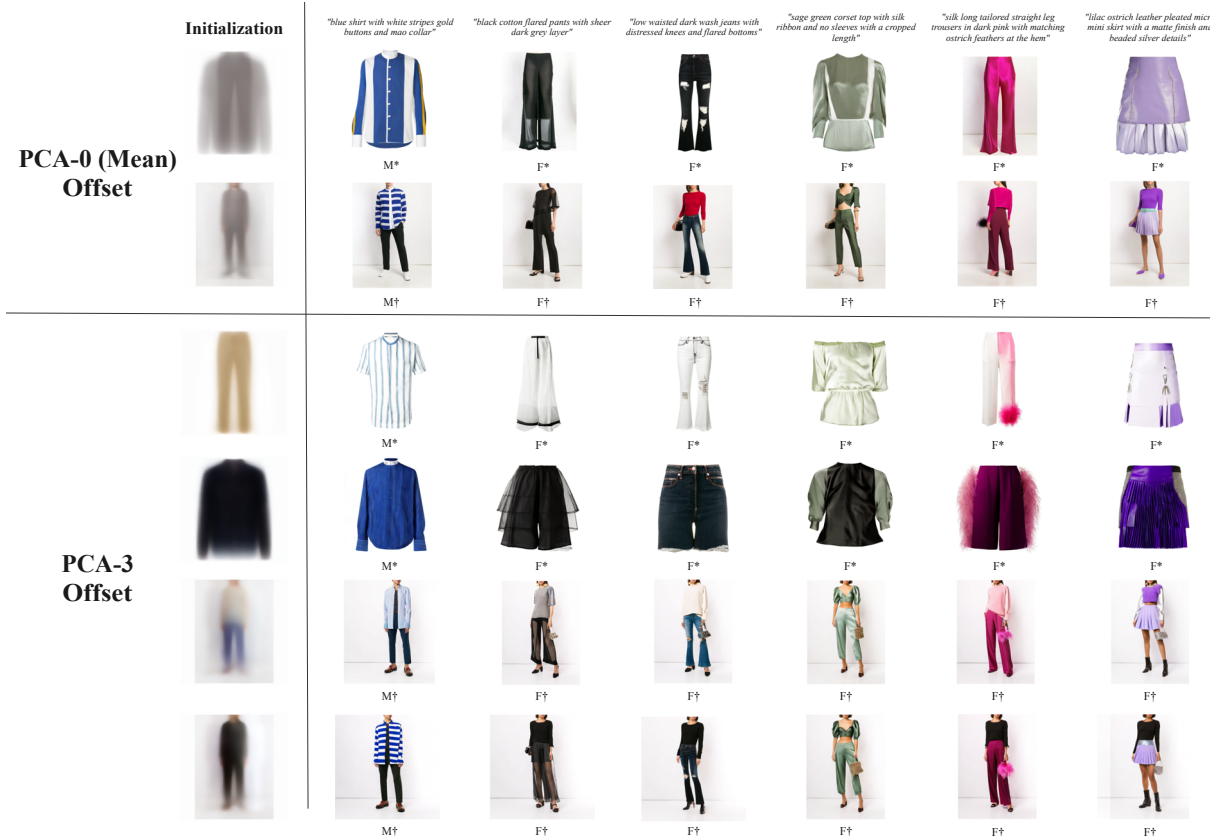 Initialization
"blue shirt with white stripes gold
buttons and mao collar"
"black cotton flared pants with sheer
dark grey layer"
"low waisted dark wash jeans with
distressed knees and flared bottoms"
"sage green corset top with silk
ribbon and no sleeves with a cropped
length"
"silk long tailored straight leg
trousers in dark pink with matching
ostrich feathers at the hem"
"lilac ostrich leather pleated micr
mini skirt with a matte finish and
beaded silver details"
PCA-0 (Mean)
Offset
M* F* F* F* F* F*
M† F† F† F† F† F†
PCA-3
Offset
M* F* F* F* F* F*
M* F* F* F* F* F*
M† F† F† F† F† F†
M† F† F† F† F† F†